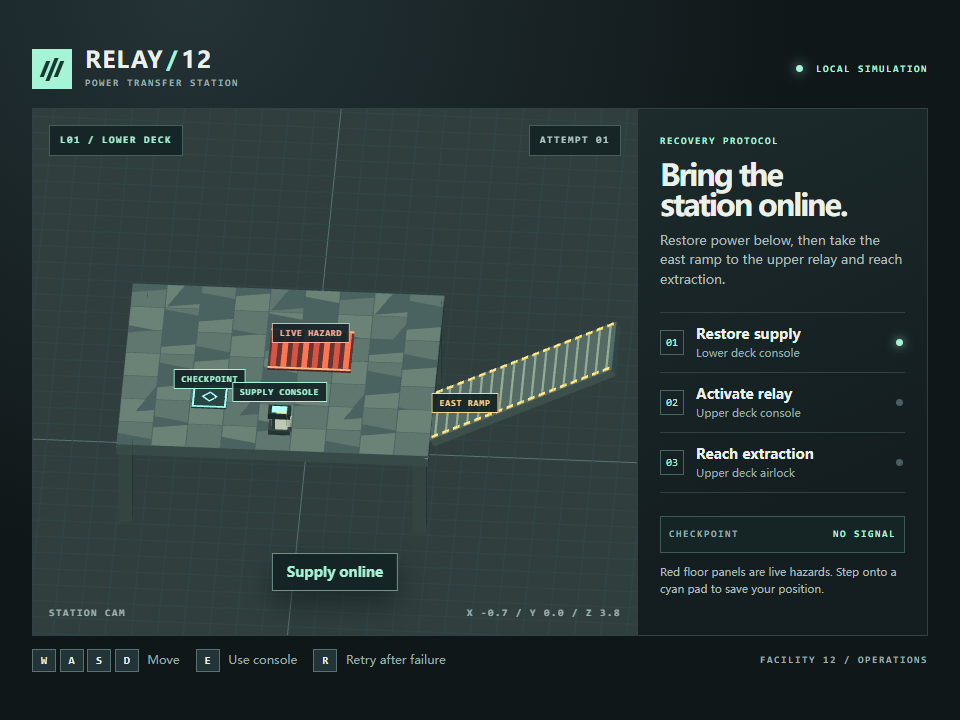 RELAY/12
POWER TRANSFER STATION
LOCAL SIMULATION
L01 / LOWER DECK
ATTEMPT 01
LIVE HAZARD
CHECKPOINT
SUPPLY CONSOLE
EAST RAMP
Supply online
STATION CAM
X -0.7 / Y 0.0 / Z 3.8
RECOVERY PROTOCOL
Bring the
station online.
Restore power below, then take the
east ramp to the upper relay and reach
extraction.
01 Restore supply
Lower deck console
02 Activate relay
Upper deck console
03 Reach extraction
Upper deck airlock
CHECKPOINT NO SIGNAL
Red floor panels are live hazards. Step onto a
cyan pad to save your position.
W A S D Move E Use console R Retry after failure
FACILITY 12 / OPERATIONS